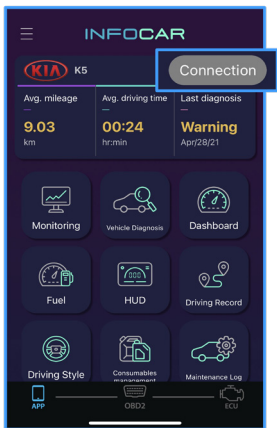 INFOCAR
KIA K5 Connection
Avg. mileage Avg. driving time Last diagnosis
9.03 00:24 Warning
km hr:min Apr/28/21
Monitoring Vehicle Diagnosis Dashboard
Fuel HUD Driving Record
Driving Style Consumables management Maintenance Log
APP OBD2 ECU